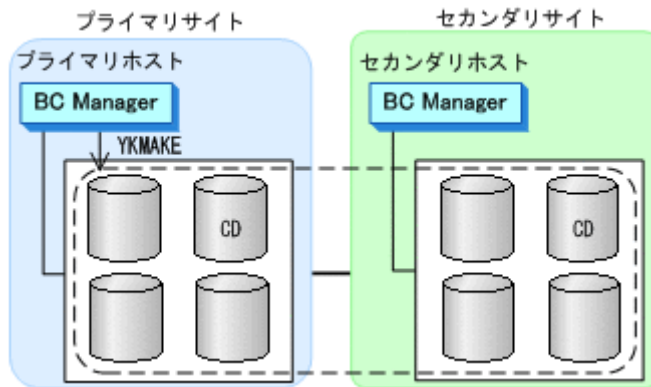 プライマリサイト
セカンダリサイト
プライマリホスト
セカンダリホスト
BC Manager
BC Manager
YKMAKE
CD
CD